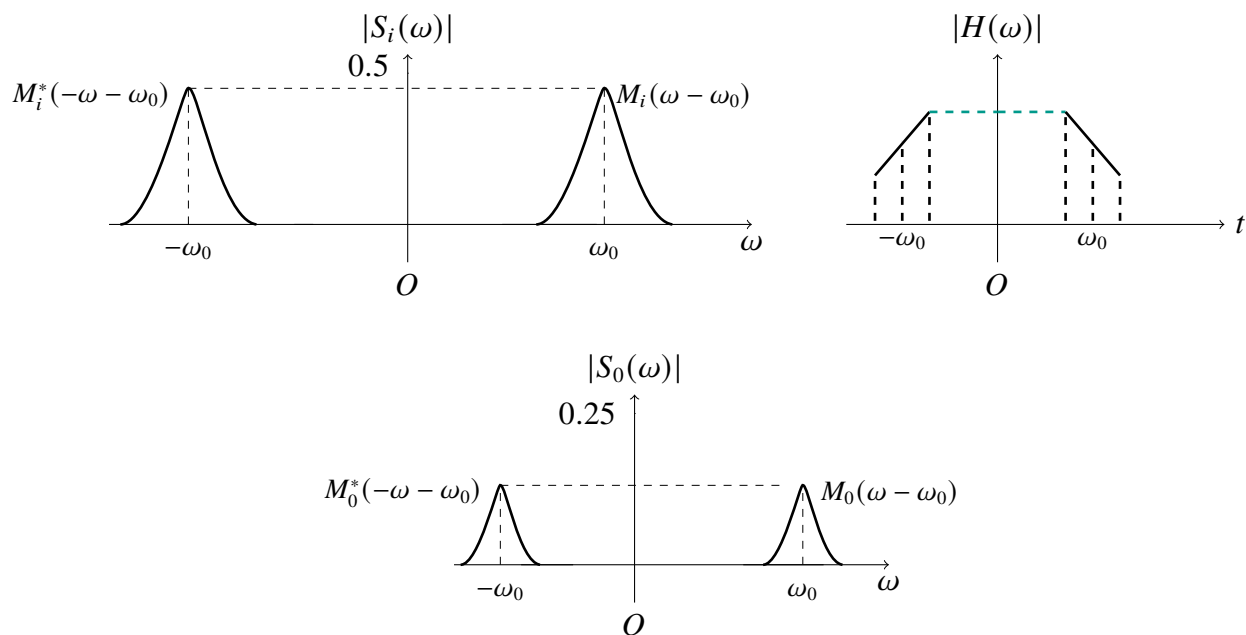 |S_i(ω)|
0.5
M_i^*(−ω − ω_0)
M_i(ω − ω_0)
−ω_0
ω_0
ω
O
|H(ω)|
−ω_0
ω_0
t
O
|S_0(ω)|
0.25
M_0^*(−ω − ω_0)
M_0(ω − ω_0)
−ω_0
ω_0
ω
O